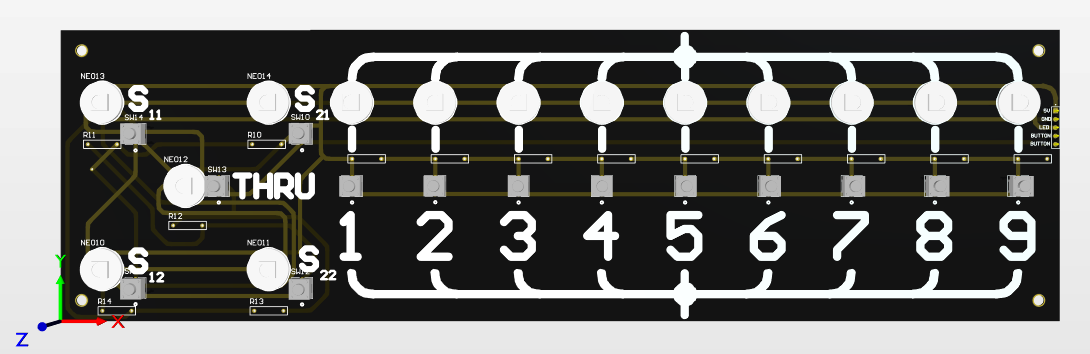 NEO13
NEO14
S
11
SW14
S
21
SW10
5V
GND
LED
BUTTON
BUTTON
R11
R10
NEO12
SW13
THRU
R12
1 2 3 4 5 6 7 8 9
NEO10
NEO11
S
12
S
22
R14
R13
Y
X
Z